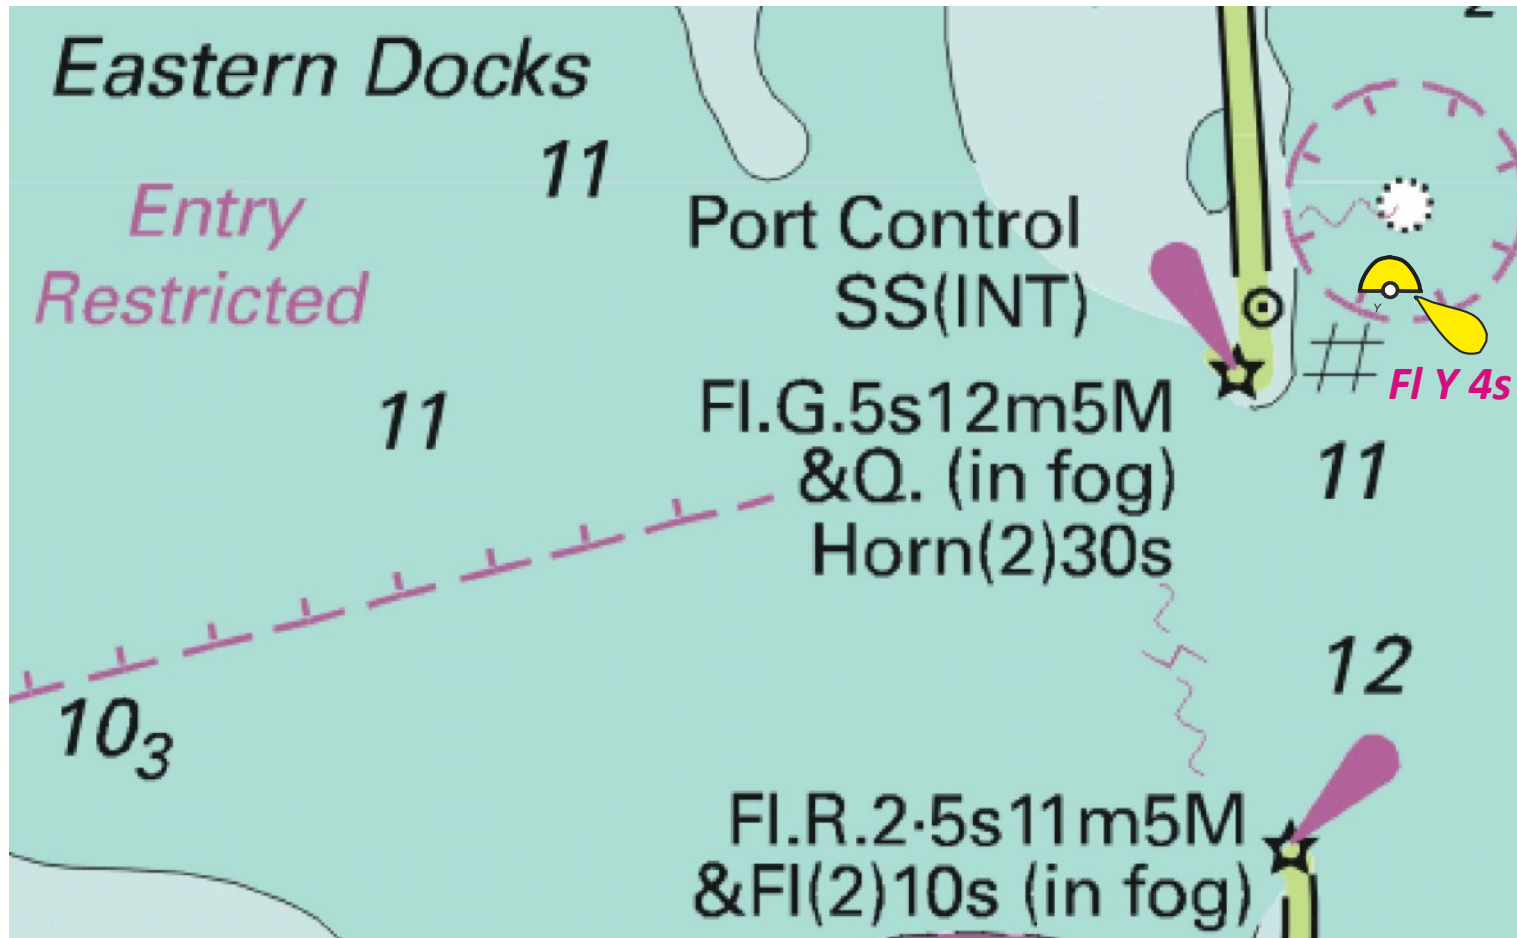 Eastern Docks
2
11
Entry
Restricted
Port Control
SS(INT)
Y
Fl Y 4s
Fl.G.5s12m5M
&Q. (in fog)
Horn(2)30s
11
11
12
10₃
Fl.R.2·5s11m5M
&Fl(2)10s (in fog)